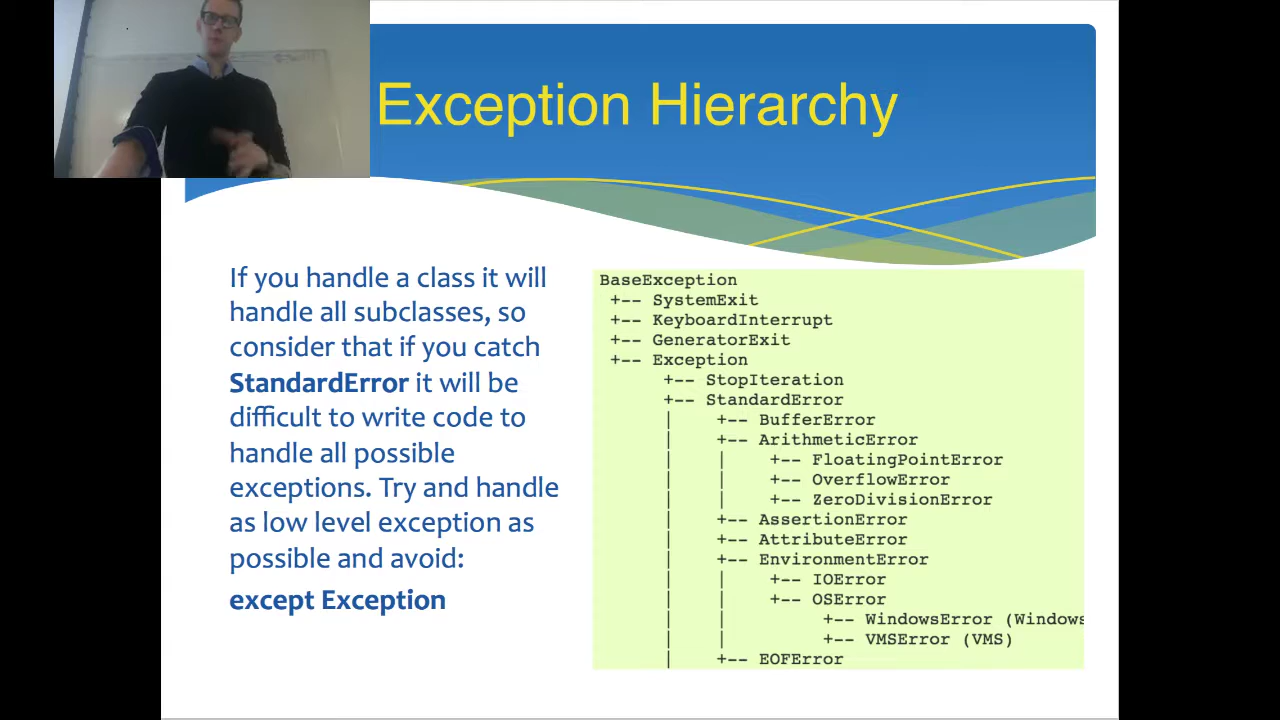 Exception Hierarchy
If you handle a class it will
handle all subclasses, so
consider that if you catch
StandardError it will be
difficult to write code to
handle all possible
exceptions. Try and handle
as low level exception as
possible and avoid:
except Exception
BaseException
+-- SystemExit
+-- KeyboardInterrupt
+-- GeneratorExit
+-- Exception
+-- StopIteration
+-- StandardError
| +-- BufferError
| +-- ArithmeticError
| | +-- FloatingPointError
| | +-- OverflowError
| | +-- ZeroDivisionError
| +-- AssertionError
| +-- AttributeError
| +-- EnvironmentError
| | +-- IOError
| | +-- OSError
| | +-- WindowsError (Windows
| | +-- VMSError (VMS)
| +-- EOFError